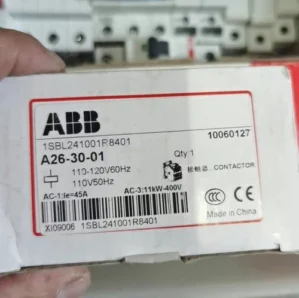 ABB
1SBL241001R8401
10060127
A26-30-01
Qty 1
110-120V60Hz
110V50Hz
接触器, CONTACTOR
AC-1:Ie=45A
AC-3:11kW-400V
XI09006
1SBL241001R8401
Made in China